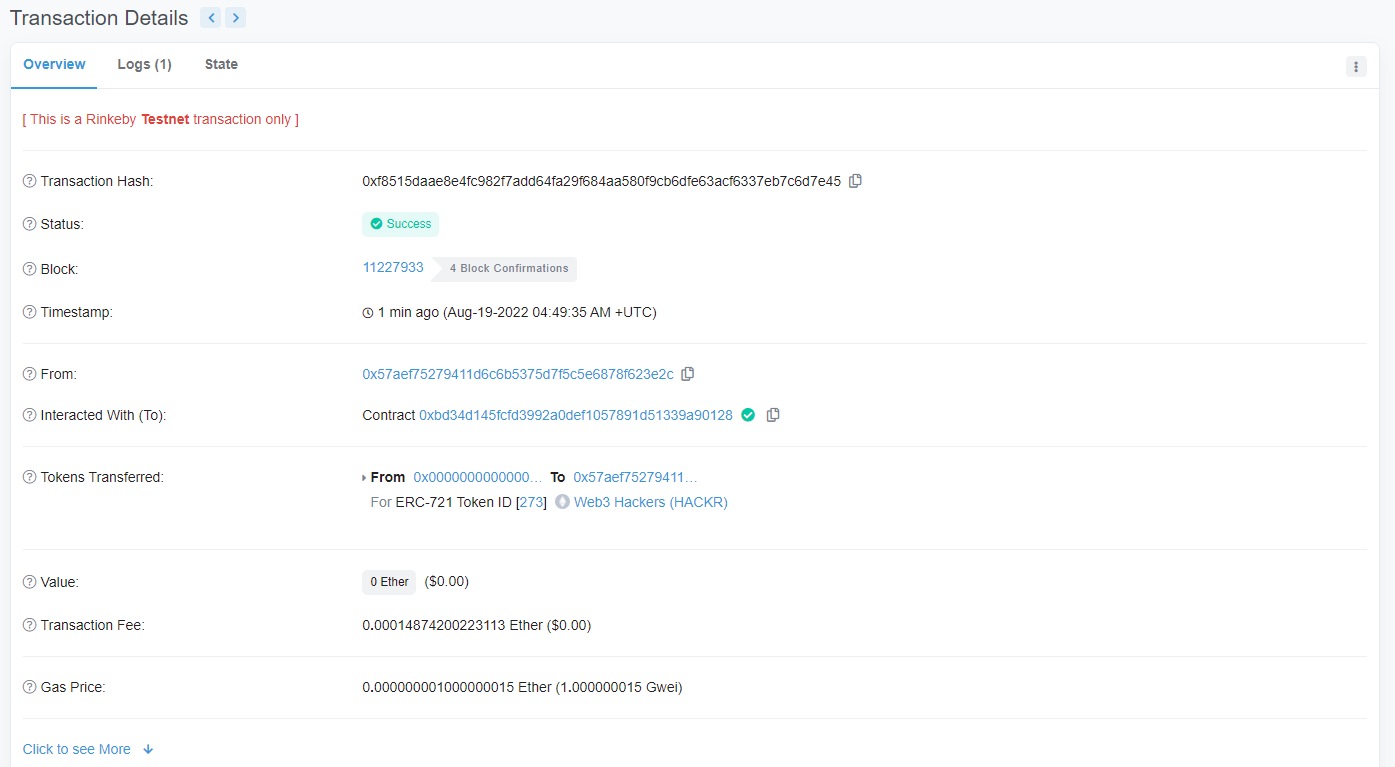 Transaction Details
Overview Logs (1) State
[ This is a Rinkeby Testnet transaction only ]
Transaction Hash: 0xf8515daae8e4fc982f7add64fa29f684aa580f9cb6dfe63acf6337eb7c6d7e45
Status: Success
Block: 11227933 4 Block Confirmations
Timestamp: 1 min ago (Aug-19-2022 04:49:35 AM +UTC)
From: 0x57aef75279411d6c6b5375d7f5c5e6878f623e2c
Interacted With (To): Contract 0xbd34d145fcfd3992a0def1057891d51339a90128
Tokens Transferred: From 0x0000000000000... To 0x57aef75279411...
For ERC-721 Token ID [273] Web3 Hackers (HACKR)
Value: 0 Ether ($0.00)
Transaction Fee: 0.00014874200223113 Ether ($0.00)
Gas Price: 0.000000001000000015 Ether (1.000000015 Gwei)
Click to see More